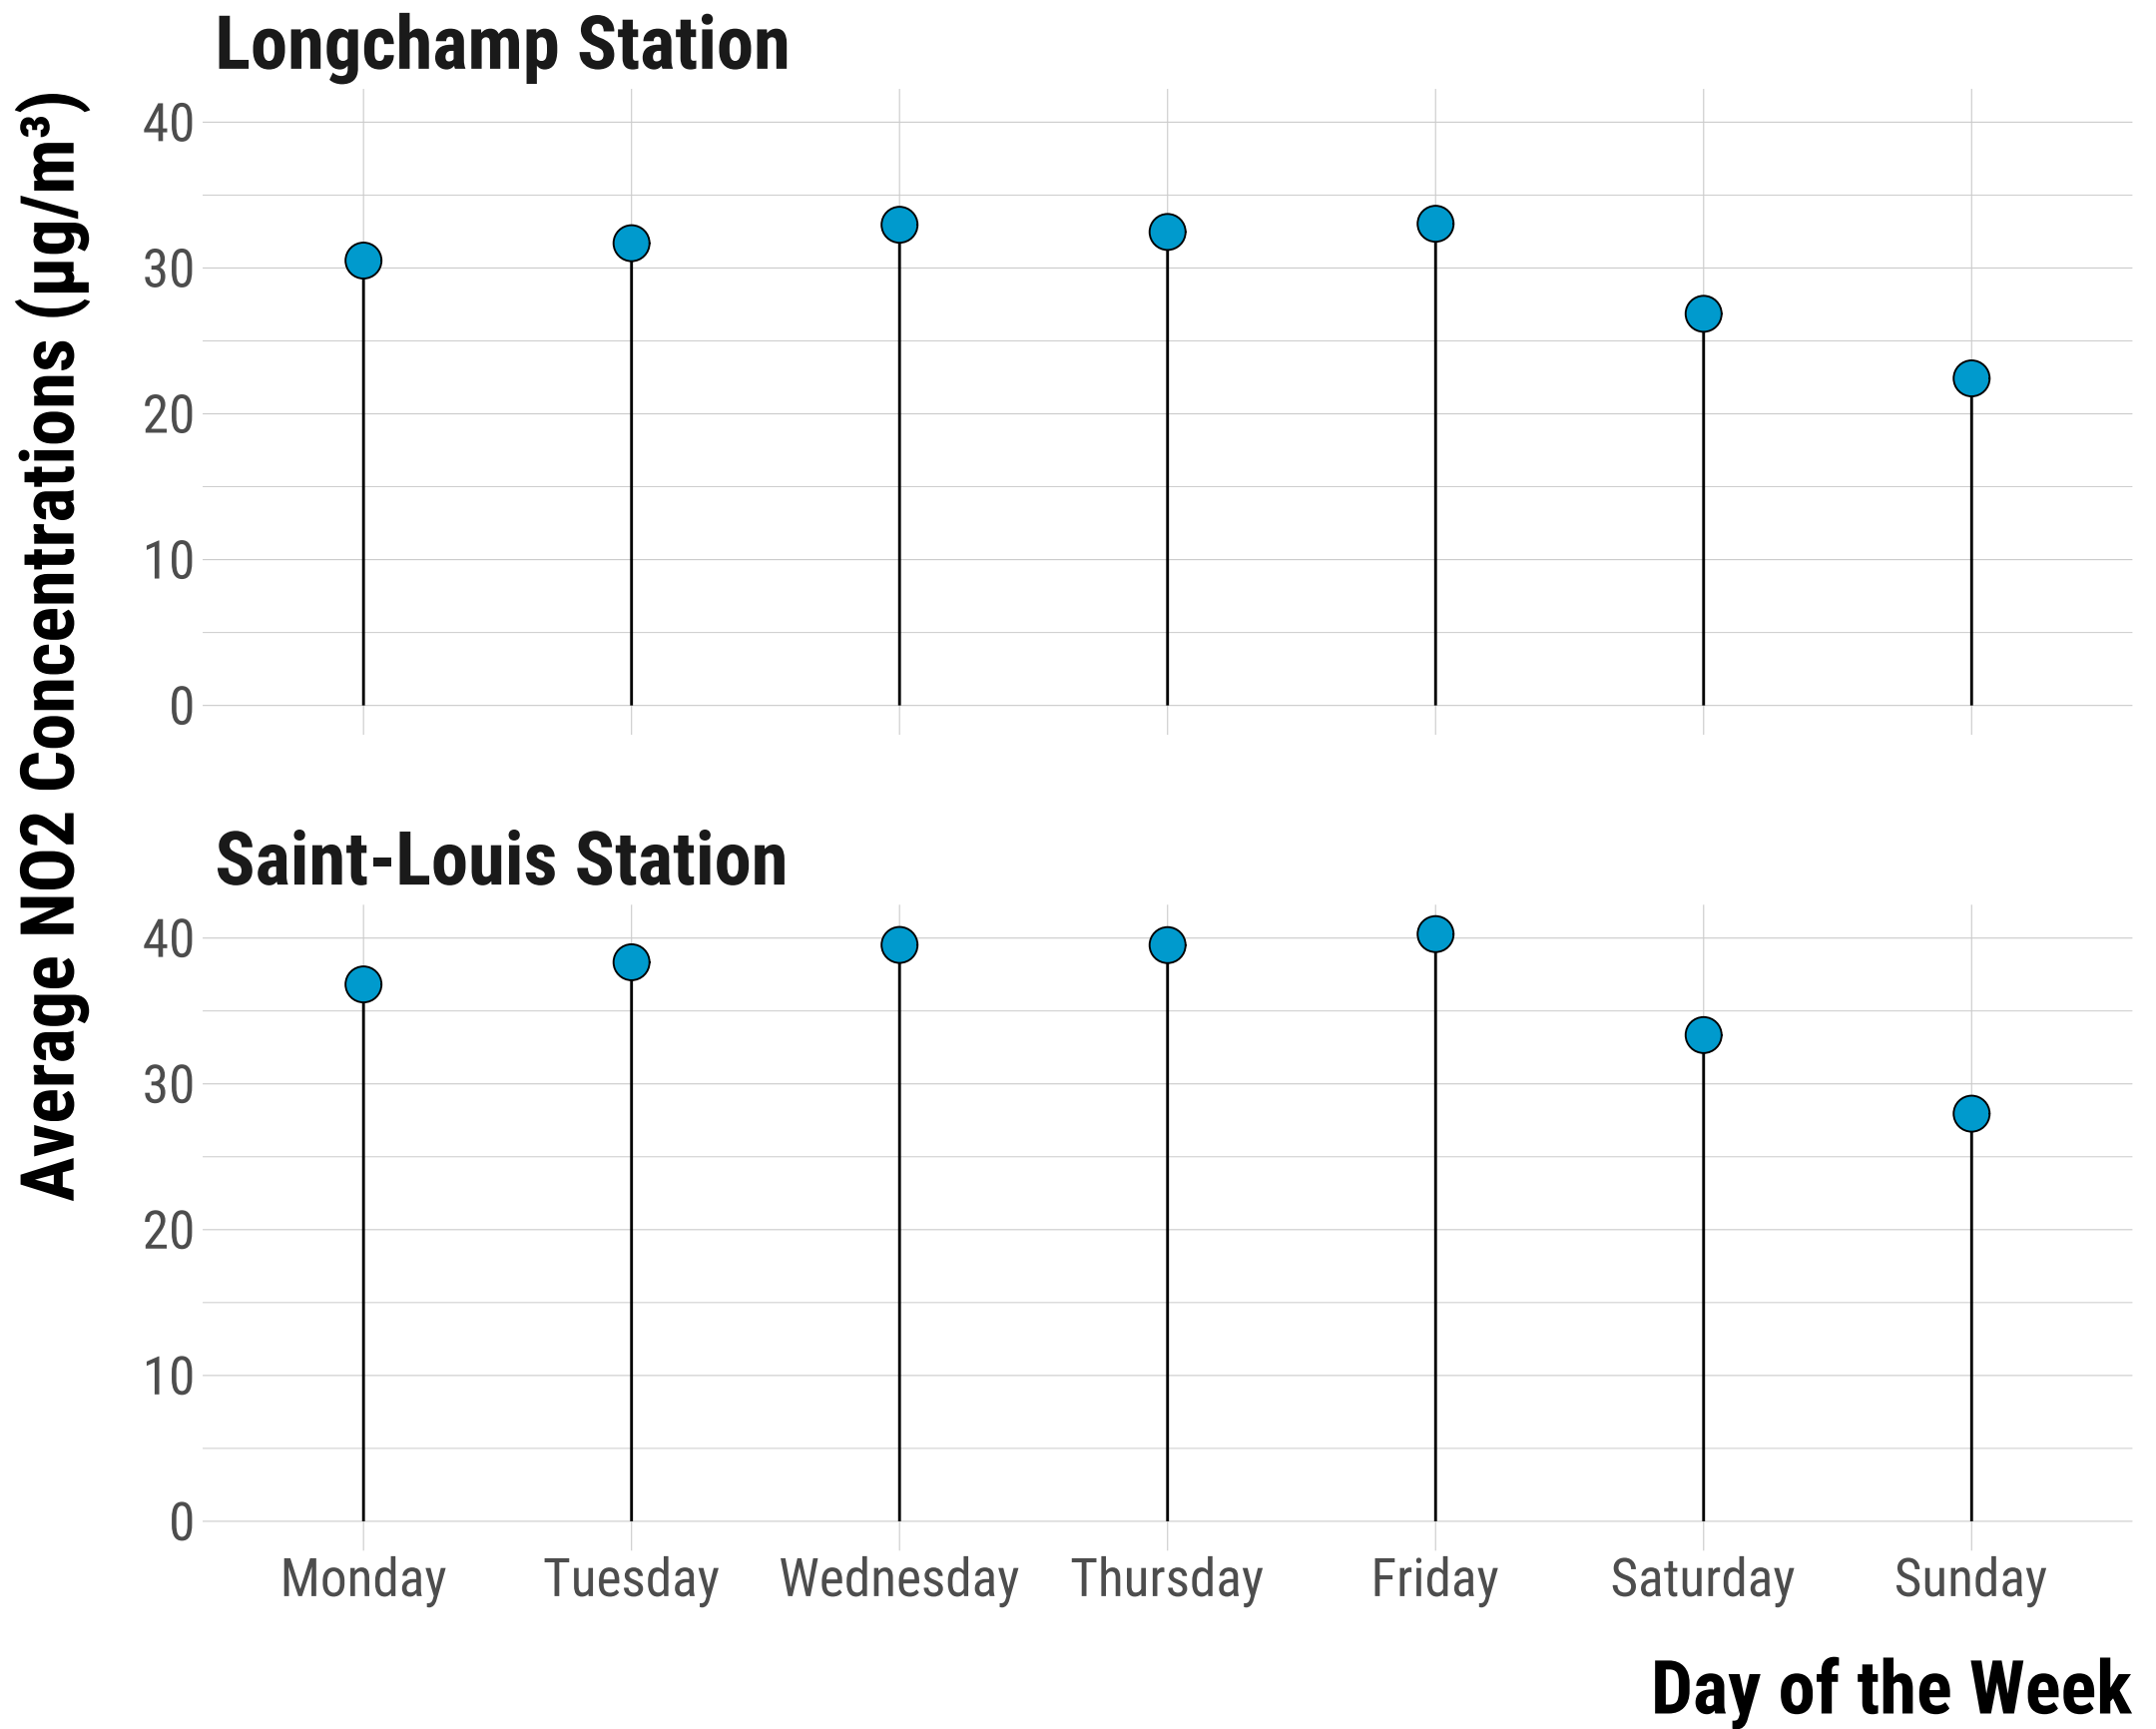 Longchamp Station
Average NO2 Concentrations (µg/m³)
40
30
20
10
0
Saint-Louis Station
40
30
20
10
0
Monday Tuesday Wednesday Thursday Friday Saturday Sunday
Day of the Week